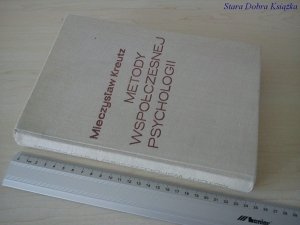 Stara Dobra Książka
Mieczysław Kreutz
METODY
WSPÓŁCZESNEJ
PSYCHOLOGII